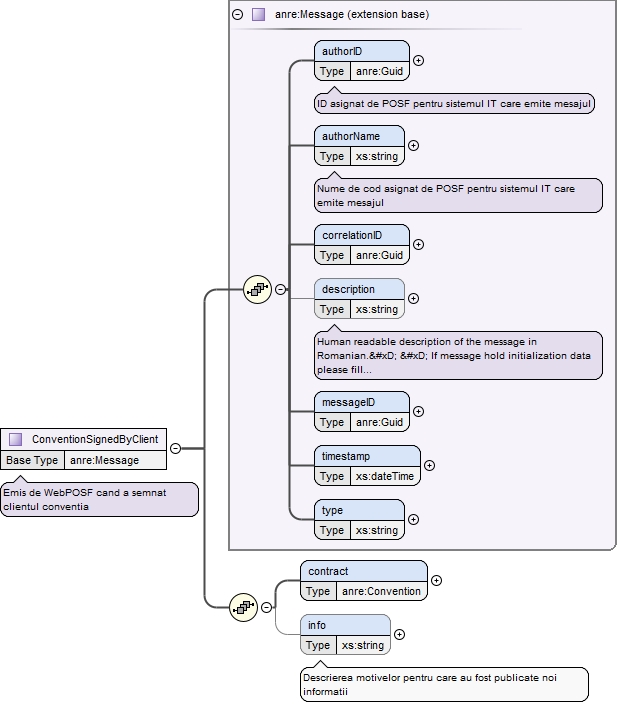 anre:Message (extension base)
authorID
Type anre:Guid
ID asignat de POSF pentru sistemul IT care emite mesajul
authorName
Type xs:string
Nume de cod asignat de POSF pentru sistemul IT care
emite mesajul
correlationID
Type anre:Guid
description
Type xs:string
Human readable description of the message in
Romanian.&#xD; &#xD; If message hold initialization data
please fill...
messageID
Type anre:Guid
ConventionSignedByClient
Base Type anre:Message
Emis de WebPOSF cand a semnat
clientul conventia
timestamp
Type xs:dateTime
type
Type xs:string
contract
Type anre:Convention
info
Type xs:string
Descrierea motivelor pentru care au fost publicate noi
informatii